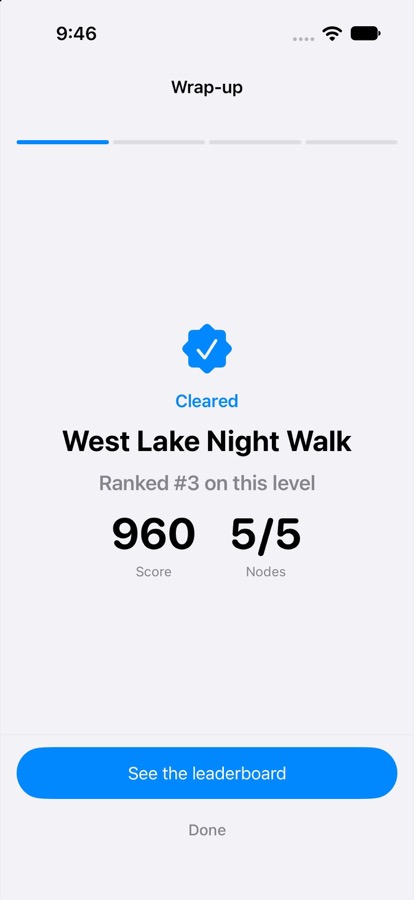 9:46
Wrap-up
Cleared
West Lake Night Walk
Ranked #3 on this level
960 5/5
Score Nodes
See the leaderboard
Done